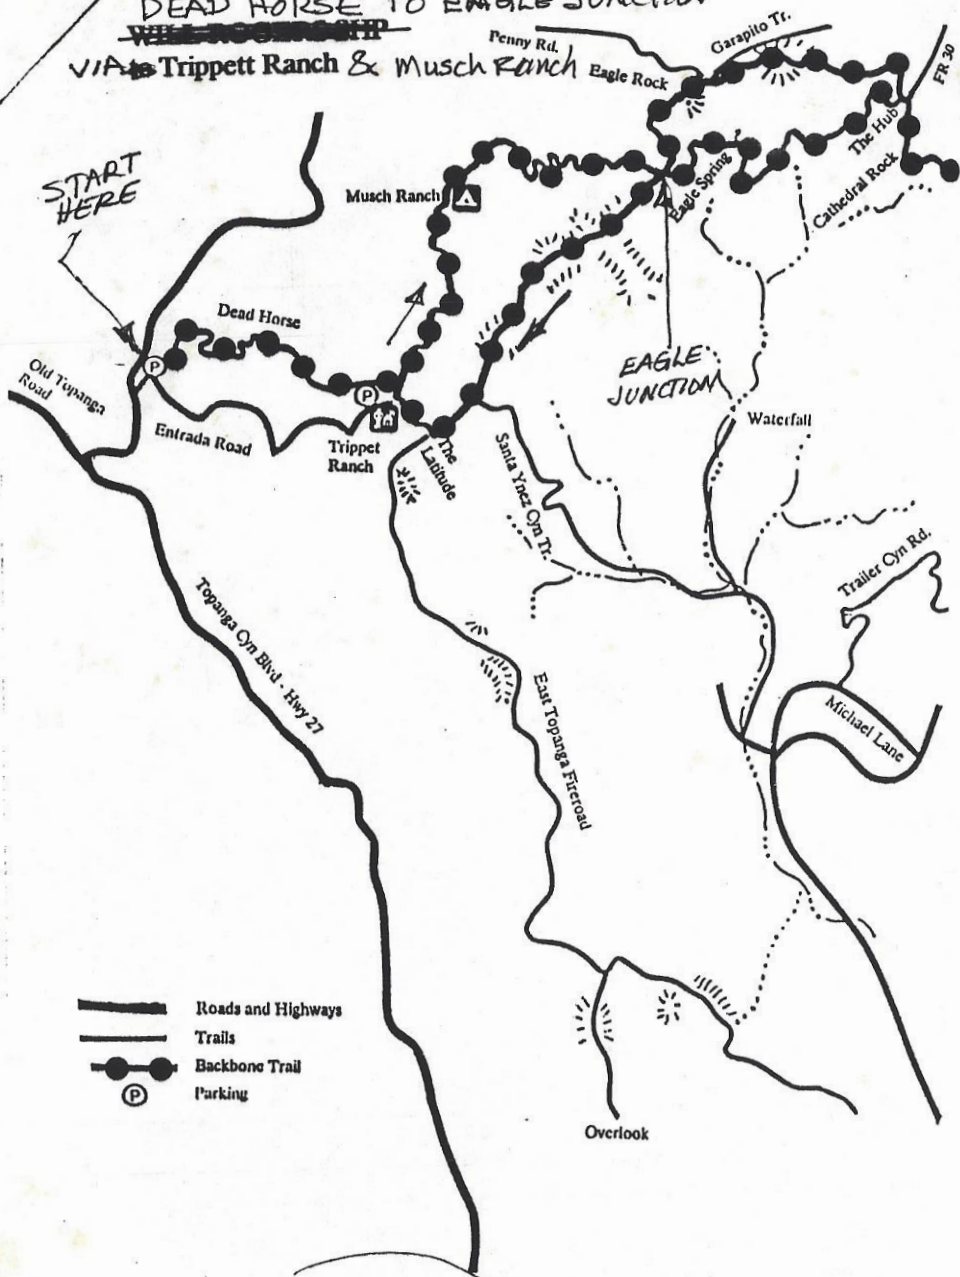 DEAD HORSE TO EAGLE JUNCTION
VIA Trippett Ranch & Musch Ranch
Penny Rd.
Garapito Tr.
Eagle Rock
FR 30
START
HERE
Musch Ranch
The Hub
Eagle Spring
Cathedral Rock
Dead Horse
EAGLE
JUNCTION
Old Topanga
Road
P
P
Entrada Road
Trippet
Ranch
The
Latitude
Waterfall
Santa Ynez Cyn Tr.
Trailer Cyn Rd.
Topanga Cyn Blvd - Hwy 27
East Topanga Fireroad
Michael Lane
Roads and Highways
Trails
Backbone Trail
P Parking
Overlook